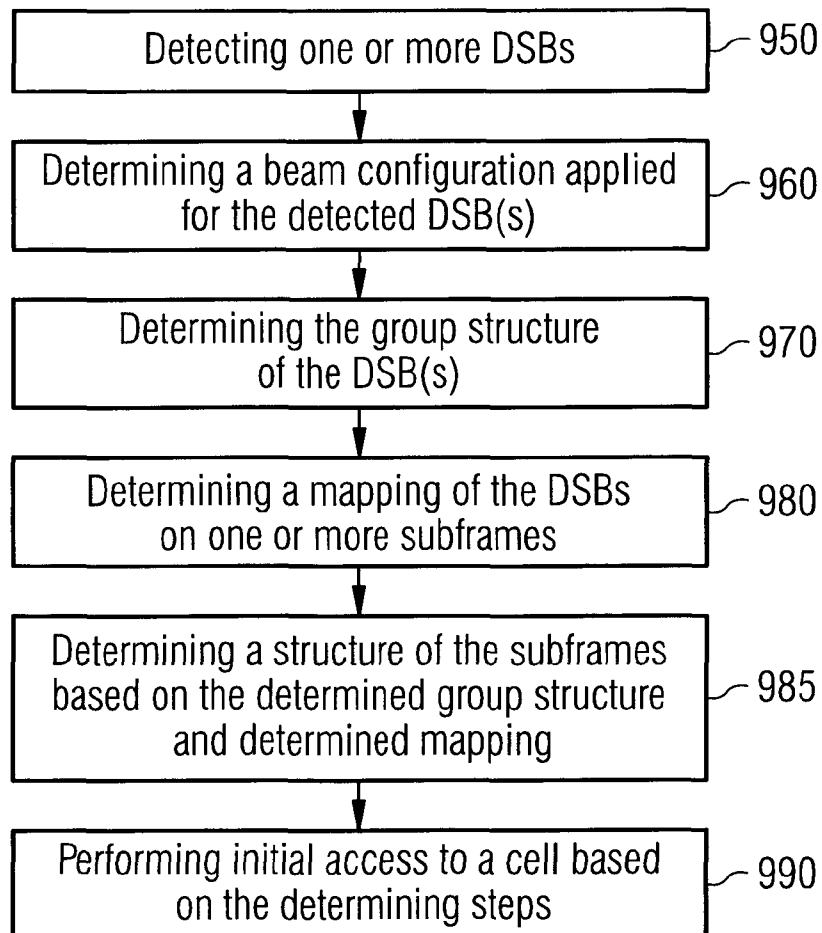 Detecting one or more DSBs
950
Determining a beam configuration applied
for the detected DSB(s)
960
Determining the group structure
of the DSB(s)
970
Determining a mapping of the DSBs
on one or more subframes
980
Determining a structure of the subframes
based on the determined group structure
and determined mapping
985
Performing initial access to a cell based
on the determining steps
990